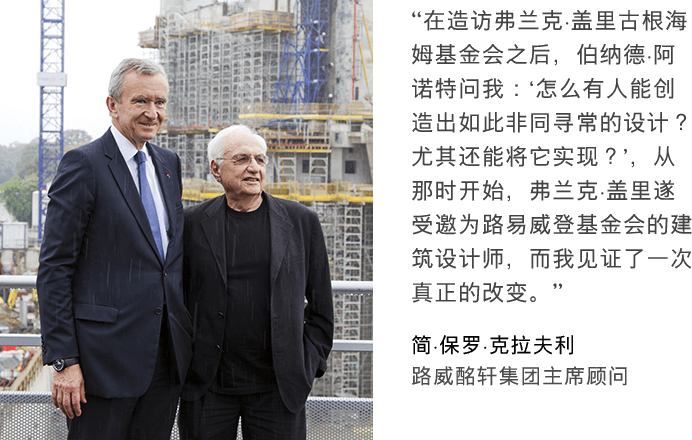 “在造访弗兰克·盖里古根海
姆基金会之后，伯纳德·阿
诺特问我：‘怎么有人能创
造出如此非同寻常的设计？
尤其还能将它实现？’，从
那时开始，弗兰克·盖里遂
受邀为路易威登基金会的建
筑设计师，而我见证了一次
真正的改变。”
简·保罗·克拉夫利
路威酩轩集团主席顾问